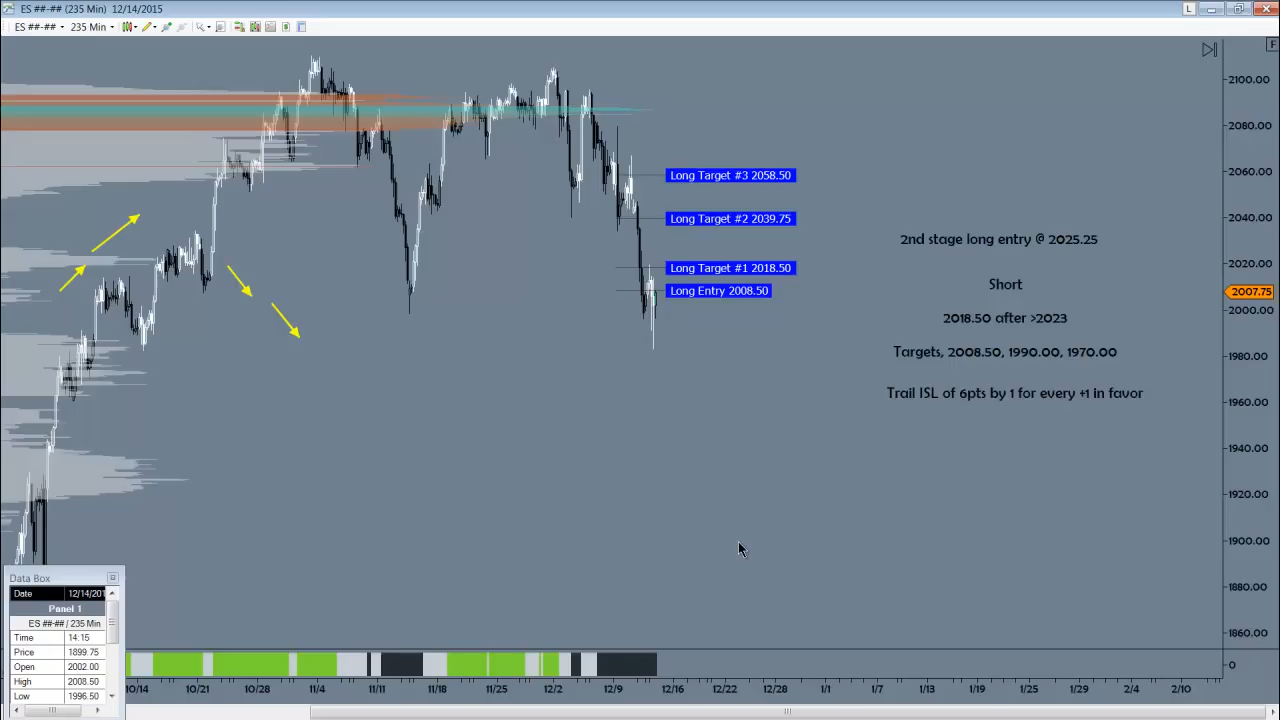 ES ##-## (235 Min)  12/14/2015
L
ES ##-##
235 Min
F
2100.00
2080.00
2060.00
2040.00
2020.00
2007.75
2000.00
1980.00
1960.00
1940.00
1920.00
1900.00
1880.00
1860.00
0
Long Target #3 2058.50
Long Target #2 2039.75
Long Target #1 2018.50
Long Entry 2008.50
2nd stage long entry @ 2025.25
Short
2018.50 after >2023
Targets, 2008.50, 1990.00, 1970.00
Trail ISL of 6pts by 1 for every +1 in favor
Data Box
Date 12/14/201
Panel 1
ES ##-## / 235 Min
Time 14:15
Price 1899.75
Open 2002.00
High 2008.50
Low 1996.50
10/14 10/21 10/28 11/4 11/11 11/18 11/25 12/2 12/9 12/16 12/22 12/28 1/1 1/7 1/13 1/19 1/25 1/29 2/4 2/10